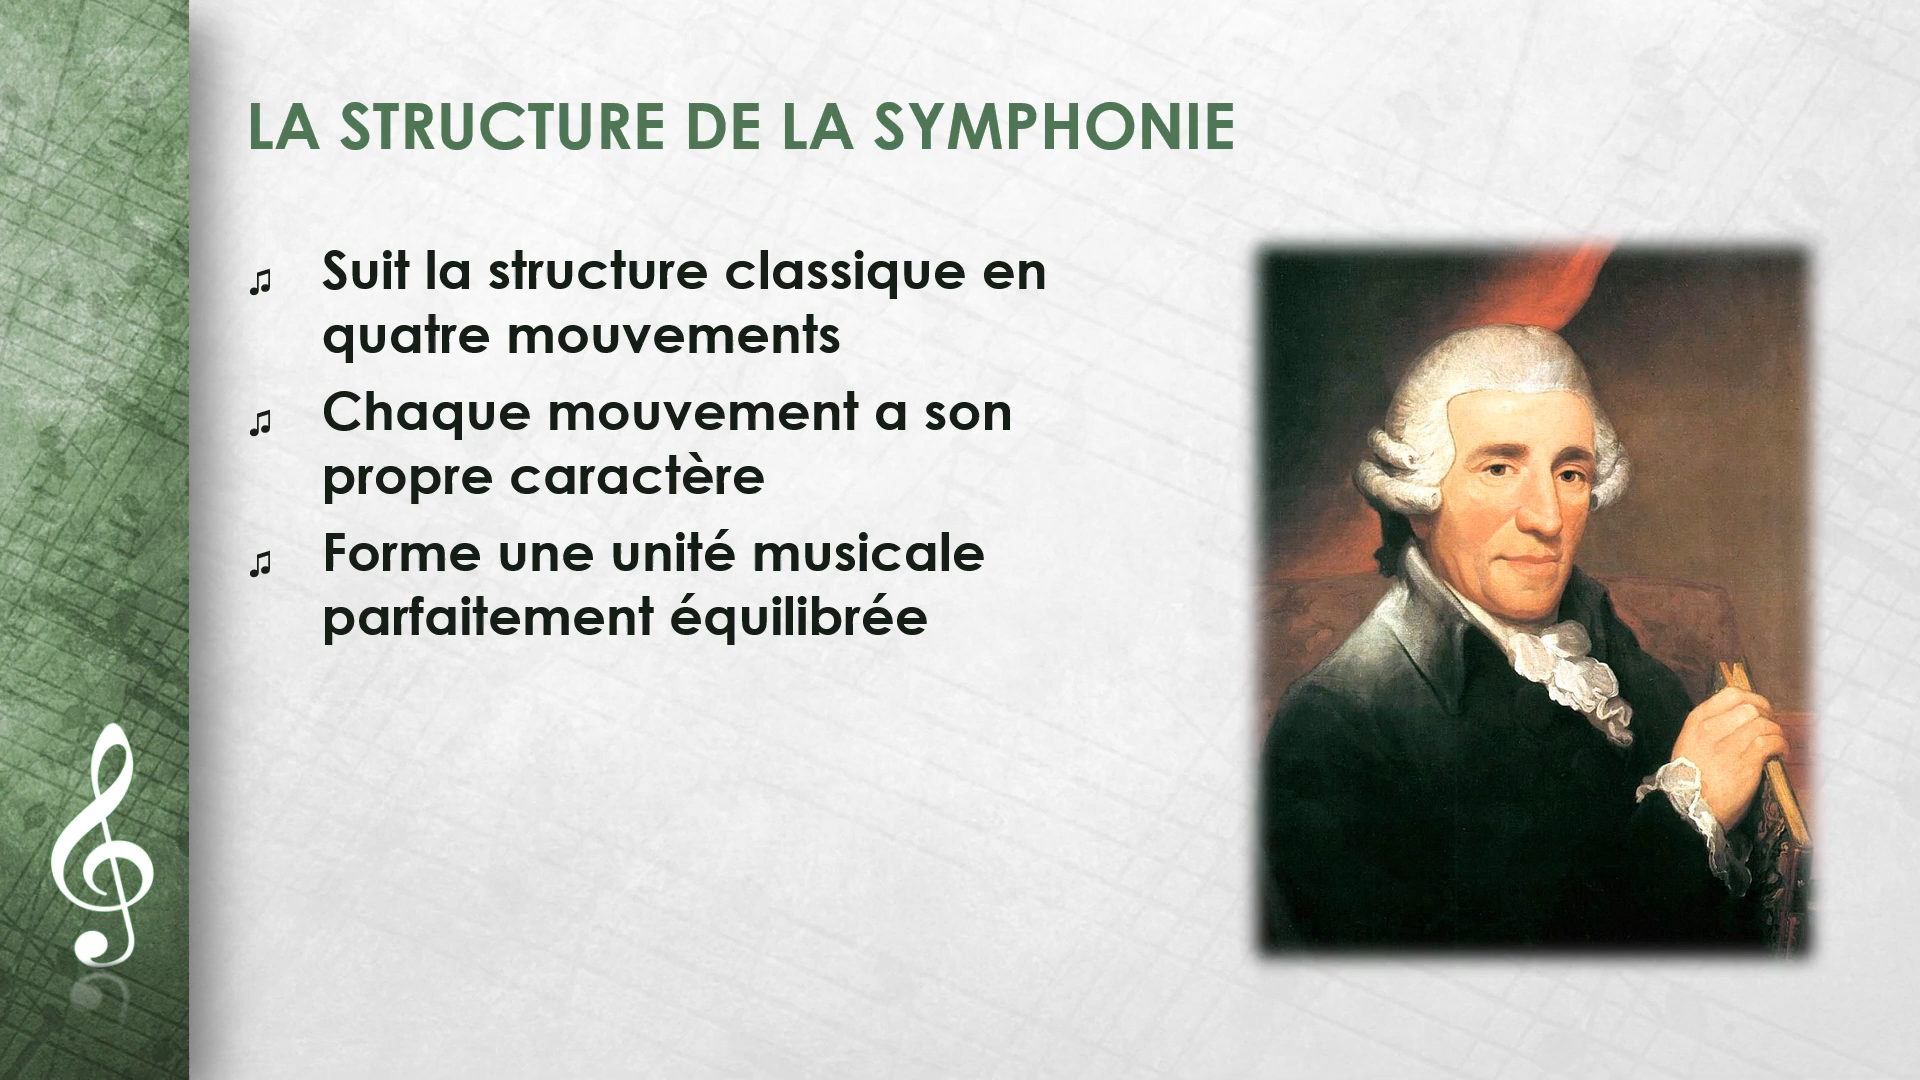 LA STRUCTURE DE LA SYMPHONIE
♫ Suit la structure classique en
quatre mouvements
♫ Chaque mouvement a son
propre caractère
♫ Forme une unité musicale
parfaitement équilibrée